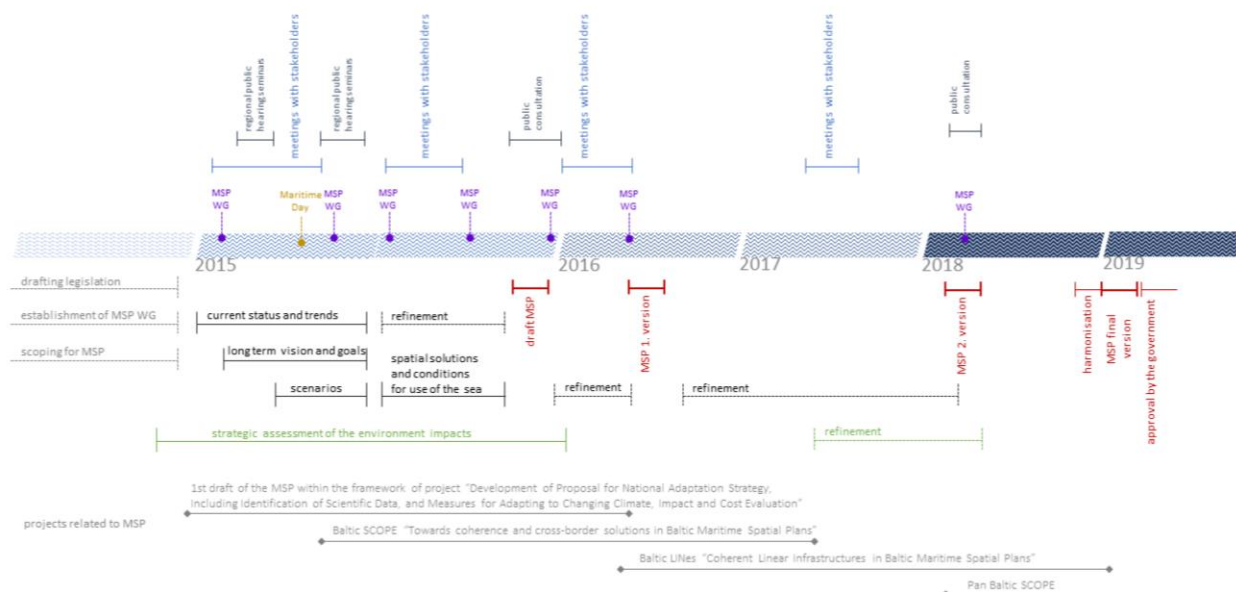 regional public
hearing seminars
meetings with stakeholders
regional public
hearing seminars
meetings with stakeholders
public
consultation
meetings with stakeholders
meetings with stakeholders
public
consultation
MSP
WG
Maritime
Day
MSP
WG
MSP
WG
MSP
WG
MSP
WG
MSP
WG
MSP
WG
2015
2016
2017
2018
2019
drafting legislation
establishment of MSP WG
scoping for MSP
current status and trends
refinement
long term vision and goals
scenarios
spatial solutions
and conditions
for use of the sea
draft MSP
MSP 1. version
refinement
refinement
MSP 2. version
harmonisation
MSP final
version
approval by the government
strategic assessment of the environment impacts
refinement
projects related to MSP
1st draft of the MSP within the framework of project "Development of Proposal for National Adaptation Strategy,
including Identification of Scientific Data, and Measures for Adapting to Changing Climate, Impact and Cost Evaluation"
Baltic SCOPE "Towards coherence and cross-border solutions in Baltic Maritime Spatial Plans"
Baltic LINes "Coherent Linear Infrastructures in Baltic Maritime Spatial Plans"
Pan Baltic SCOPE